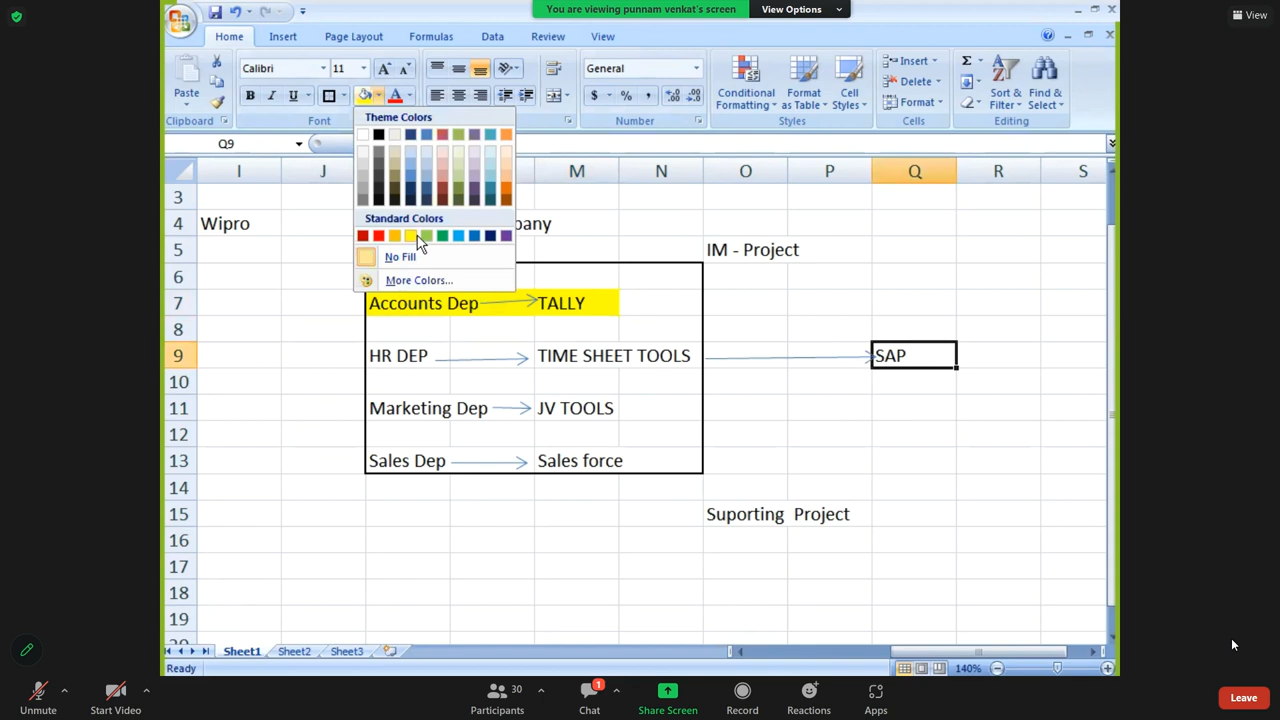 You are viewing punnam venkat's screen
View Options
View
Home
Insert
Page Layout
Formulas
Data
Review
View
Paste
Clipboard
Calibri
11
B
I
U
Font
General
$
%
,
Number
Conditional
Formatting
Format
as Table
Cell
Styles
Styles
Insert
Delete
Format
Cells
Σ
Sort &
Filter
Find &
Select
Editing
Theme Colors
Standard Colors
No Fill
More Colors...
Q9
I
J
M
N
O
P
Q
R
S
3
4
Wipro
pany
5
IM - Project
6
7
Accounts Dep
TALLY
8
9
HR DEP
TIME SHEET TOOLS
SAP
10
11
Marketing Dep
JV TOOLS
12
13
Sales Dep
Sales force
14
15
Suporting Project
16
17
18
19
Sheet1
Sheet2
Sheet3
Ready
140%
Unmute
Start Video
30
Participants
1
Chat
Share Screen
Record
Reactions
Apps
Leave